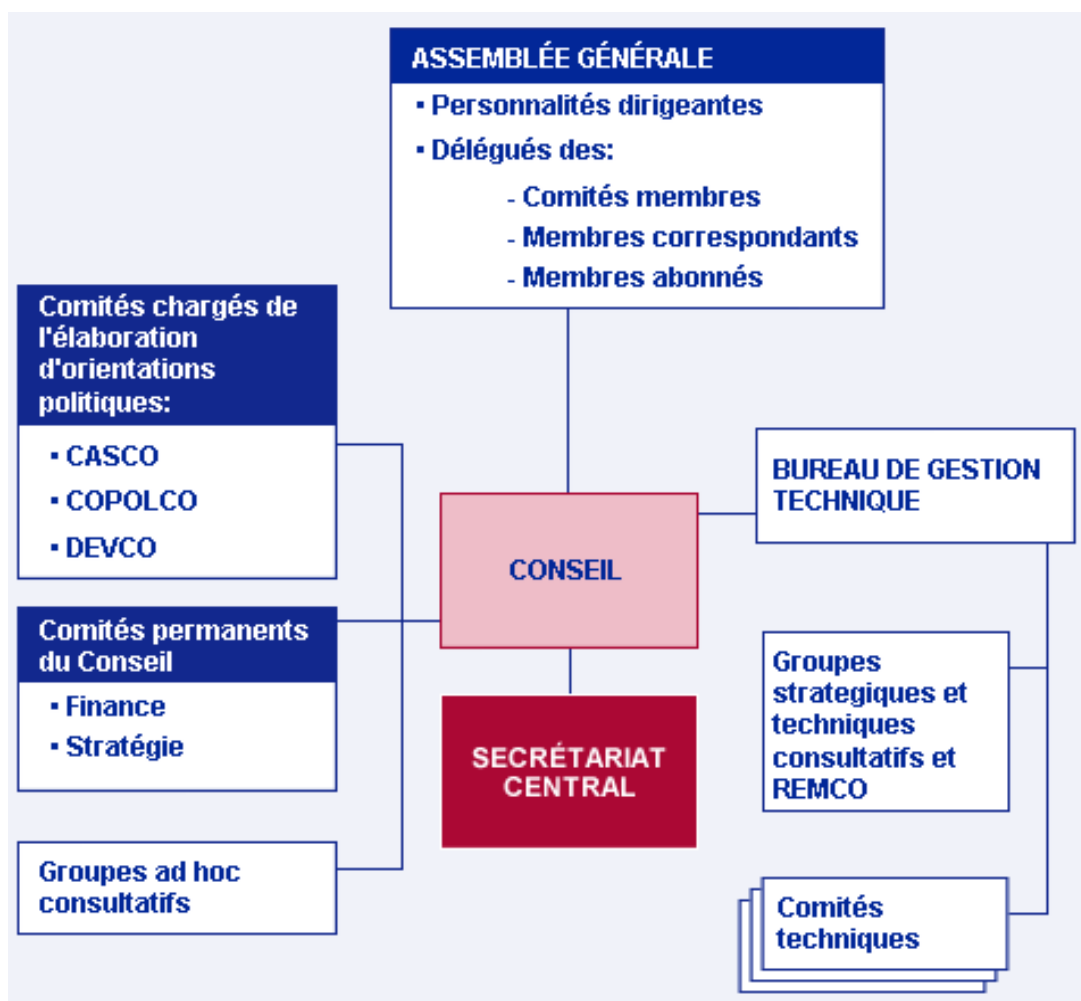 ASSEMBLÉE GÉNÉRALE
▪ Personnalités dirigeantes
▪ Délégués des:
- Comités membres
- Membres correspondants
- Membres abonnés
Comités chargés de
l'élaboration
d'orientations
politiques:
▪ CASCO
▪ COPOLCO
▪ DEVCO
BUREAU DE GESTION
TECHNIQUE
CONSEIL
Comités permanents
du Conseil
▪ Finance
▪ Stratégie
Groupes
strategiques et
techniques
consultatifs et
REMCO
SECRÉTARIAT
CENTRAL
Groupes ad hoc
consultatifs
Comités
techniques